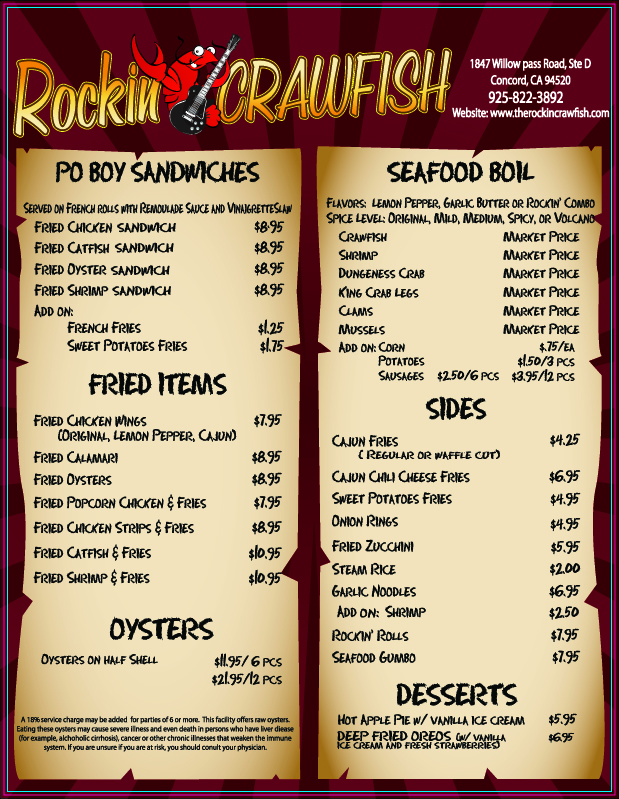 Rockin CRAWFISH
1847 Willow pass Road, Ste D
Concord, CA 94520
925-822-3892
Website: www.therockincrawfish.com
PO BOY SANDWICHES
SERVED ON FRENCH ROLLS WITH REMOULADE SAUCE AND VINAIGRETTESLAW
FRIED CHICKEN SANDWICH $8.95
FRIED CATFISH SANDWICH $8.95
FRIED OYSTER SANDWICH $8.95
FRIED SHRIMP SANDWICH $8.95
ADD ON:
FRENCH FRIES $1.25
SWEET POTATOES FRIES $1.75
FRIED ITEMS
FRIED CHICKEN WINGS $7.95
(ORIGINAL, LEMON PEPPER, CAJUN)
FRIED CALAMARI $8.95
FRIED OYSTERS $8.95
FRIED POPCORN CHICKEN & FRIES $7.95
FRIED CHICKEN STRIPS & FRIES $8.95
FRIED CATFISH & FRIES $10.95
FRIED SHRIMP & FRIES $10.95
OYSTERS
OYSTERS ON HALF SHELL $11.95/ 6 PCS
$21.95/12 PCS
A 18% service charge may be added for parties of 6 or more. This facility offers raw oysters.
Eating these oysters may cause severe illness and even death in persons who have liver diease
(for example, alchoholic cirrhosis), cancer or other chronic illnesses that weaken the immune
system. If you are unsure if you are at risk, you should conult your physician.
SEAFOOD BOIL
FLAVORS: LEMON PEPPER, GARLIC BUTTER OR ROCKIN' COMBO
SPICE LEVEL: ORIGINAL, MILD, MEDIUM, SPICY, OR VOLCANO
CRAWFISH MARKET PRICE
SHRIMP MARKET PRICE
DUNGENESS CRAB MARKET PRICE
KING CRAB LEGS MARKET PRICE
CLAMS MARKET PRICE
MUSSELS MARKET PRICE
ADD ON: CORN $.75/EA
POTATOES $1.50/3 PCS
SAUSAGES $2.50/6 PCS $3.95/12 PCS
SIDES
CAJUN FRIES $4.25
( REGULAR OR WAFFLE CUT)
CAJUN CHILI CHEESE FRIES $6.95
SWEET POTATOES FRIES $4.95
ONION RINGS $4.95
FRIED ZUCCHINI $5.95
STEAM RICE $2.00
GARLIC NOODLES $6.95
ADD ON: SHRIMP $2.50
ROCKIN' ROLLS $7.95
SEAFOOD GUMBO $7.95
DESSERTS
HOT APPLE PIE W/ VANILLA ICE CREAM $5.95
DEEP FRIED OREOS (W/ VANILLA $6.95
ICE CREAM AND FRESH STRAWBERRIES)